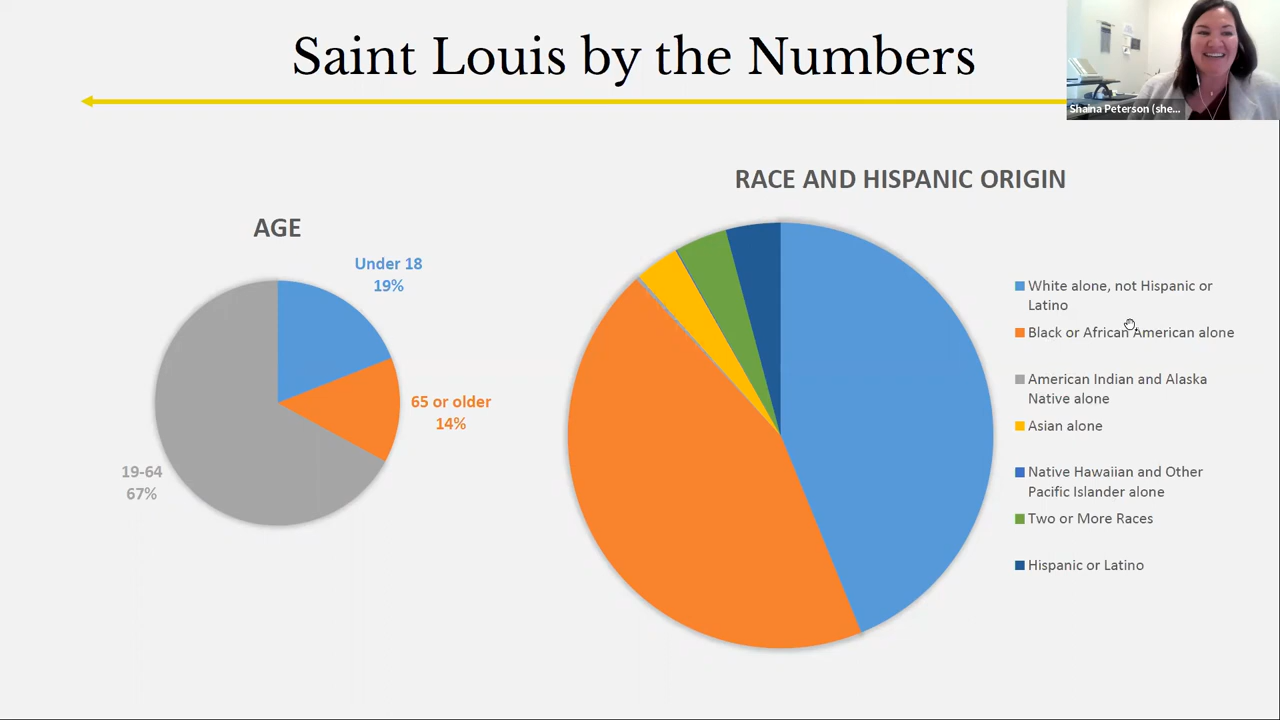 Saint Louis by the Numbers
Shaina Peterson (she...
AGE
Under 18
19%
65 or older
14%
19-64
67%
RACE AND HISPANIC ORIGIN
White alone, not Hispanic or
Latino
Black or African American alone
American Indian and Alaska
Native alone
Asian alone
Native Hawaiian and Other
Pacific Islander alone
Two or More Races
Hispanic or Latino